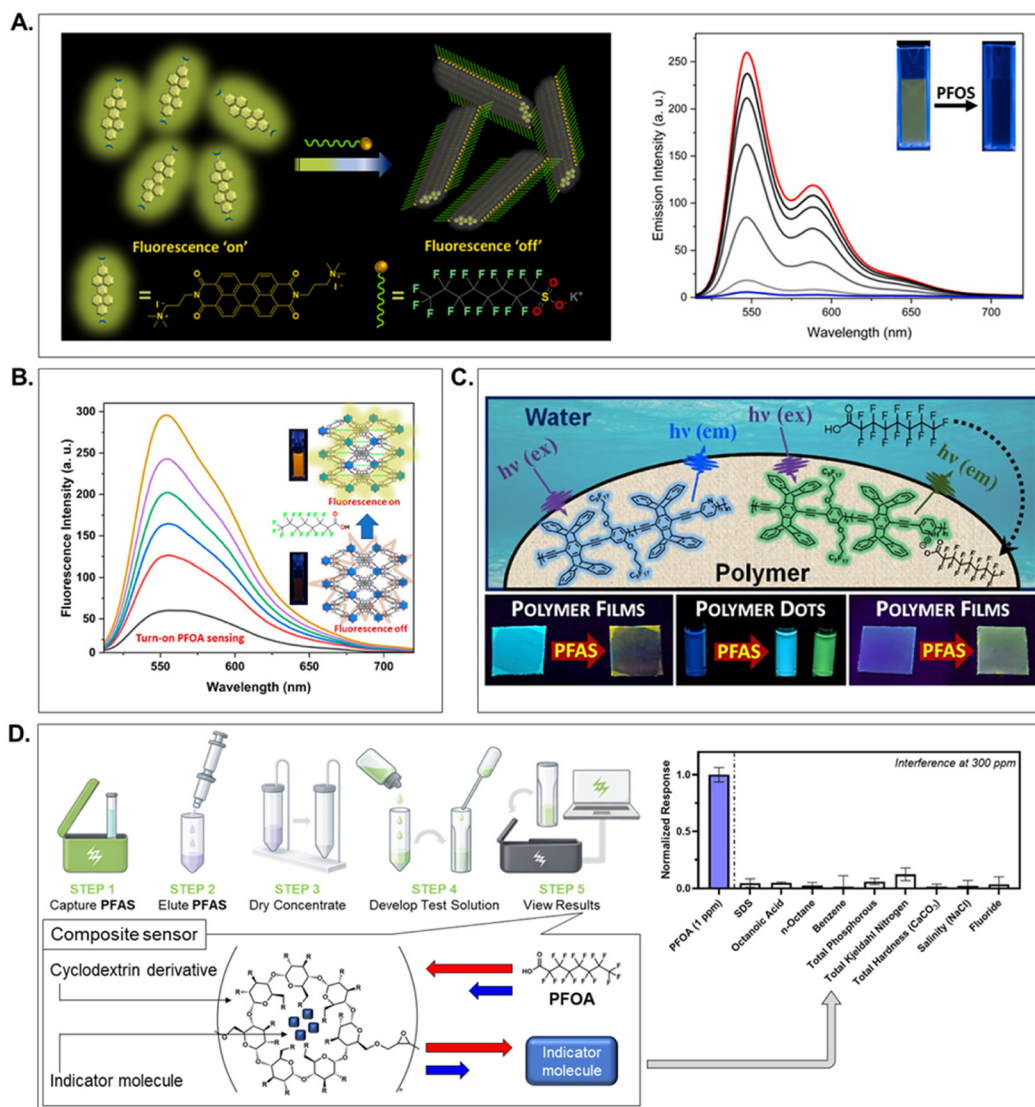 A.
Fluorescence 'on'
Fluorescence 'off'
=
N
O
O
N
O
O
N
I
N
I
=
F F F F F F F F
F F F F F F F F
F
S
O
O
O
K+
Emission Intensity (a. u.)
250
200
150
100
50
0
550
600
650
700
Wavelength (nm)
PFOS
B.
Fluorescence Intensity (a. u.)
300
250
200
150
100
50
0
550
600
650
700
Wavelength (nm)
Turn-on PFOA sensing
Fluorescence on
Fluorescence off
C.
Water
hν (ex)
hν (em)
hν (ex)
hν (em)
hν (ex)
HO
O
C8F17
C8F17
Polymer
POLYMER FILMS
POLYMER DOTS
POLYMER FILMS
PFAS
PFAS
PFAS
D.
STEP 1
Capture PFAS
STEP 2
Elute PFAS
STEP 3
Dry Concentrate
STEP 4
Develop Test Solution
STEP 5
View Results
Composite sensor
Cyclodextrin derivative
Indicator molecule
HO
O
F
PFOA
Indicator
molecule
Normalized Response
1.0
0.5
0.0
Interference at 300 ppm
PFOA (1 ppm)
SDS
Octanoic Acid
n-Octane
Benzene
Total Phosphorous
Total Kjeldahl Nitrogen
Total Hardness (CaCO3)
Salinity (NaCl)
Fluoride